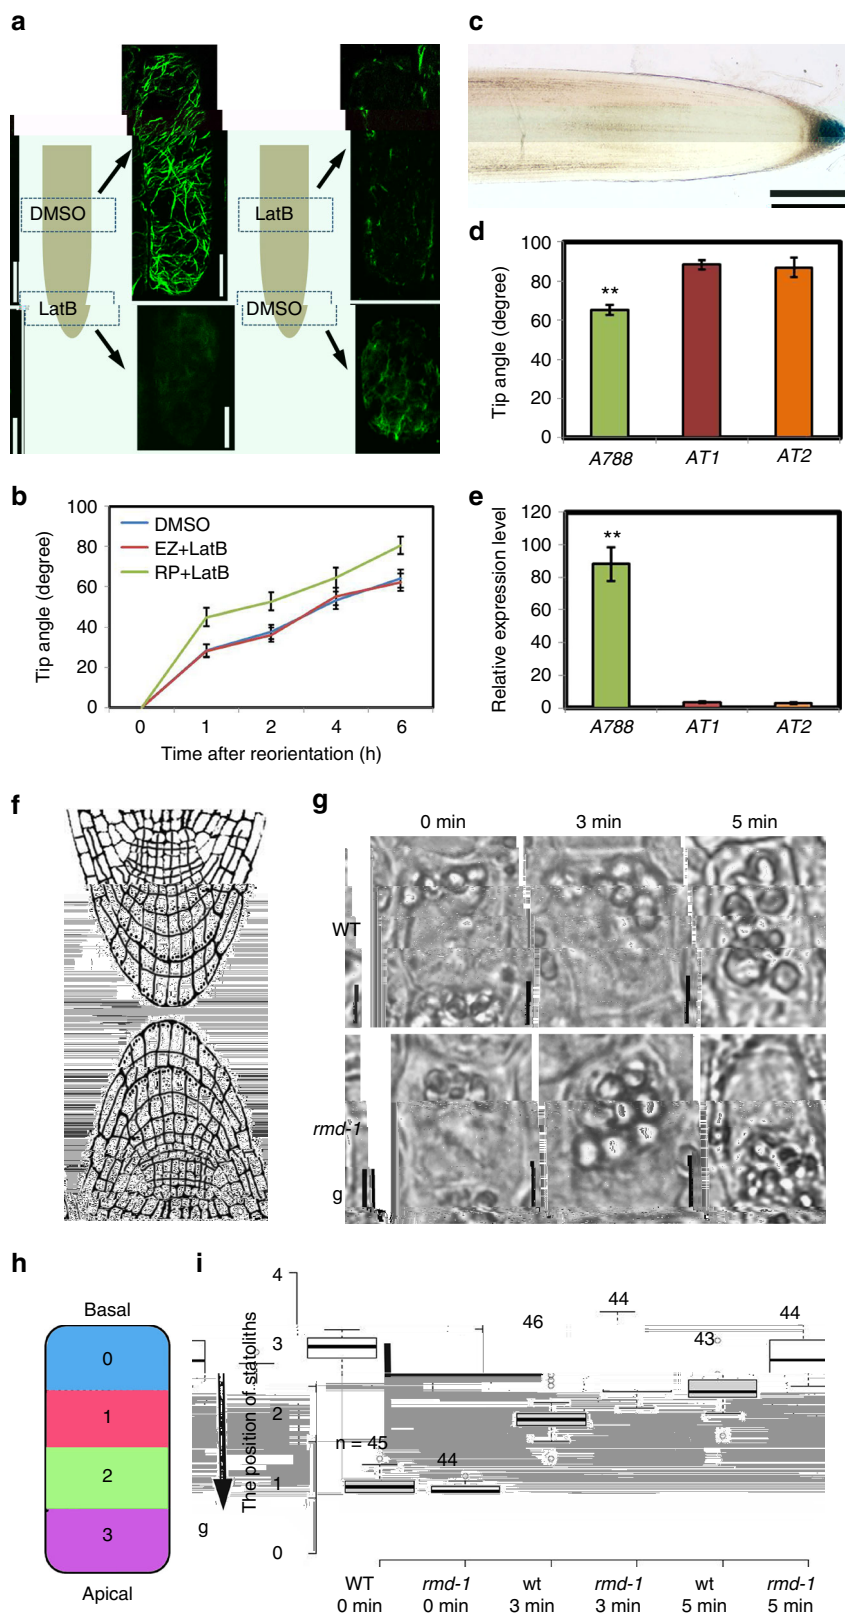 a
DMSO
LatB
LatB
DMSO
b
Tip angle (degree)
100
80
60
40
20
0
DMSO
EZ+LatB
RP+LatB
0 1 2 4 6
Time after reorientation (h)
c
d
Tip angle (degree)
100
80
60
40
20
0
**
A788 AT1 AT2
e
Relative expression level
120
100
80
60
40
20
0
**
A788 AT1 AT2
f
g
0 min 3 min 5 min
WT
rmd-1
g
h
Basal
0
1
2
3
Apical
g
i
The position of statoliths
4
3
2
1
0
n = 45
44
46
44
43
44
WT 0 min
rmd-1 0 min
wt 3 min
rmd-1 3 min
wt 5 min
rmd-1 5 min